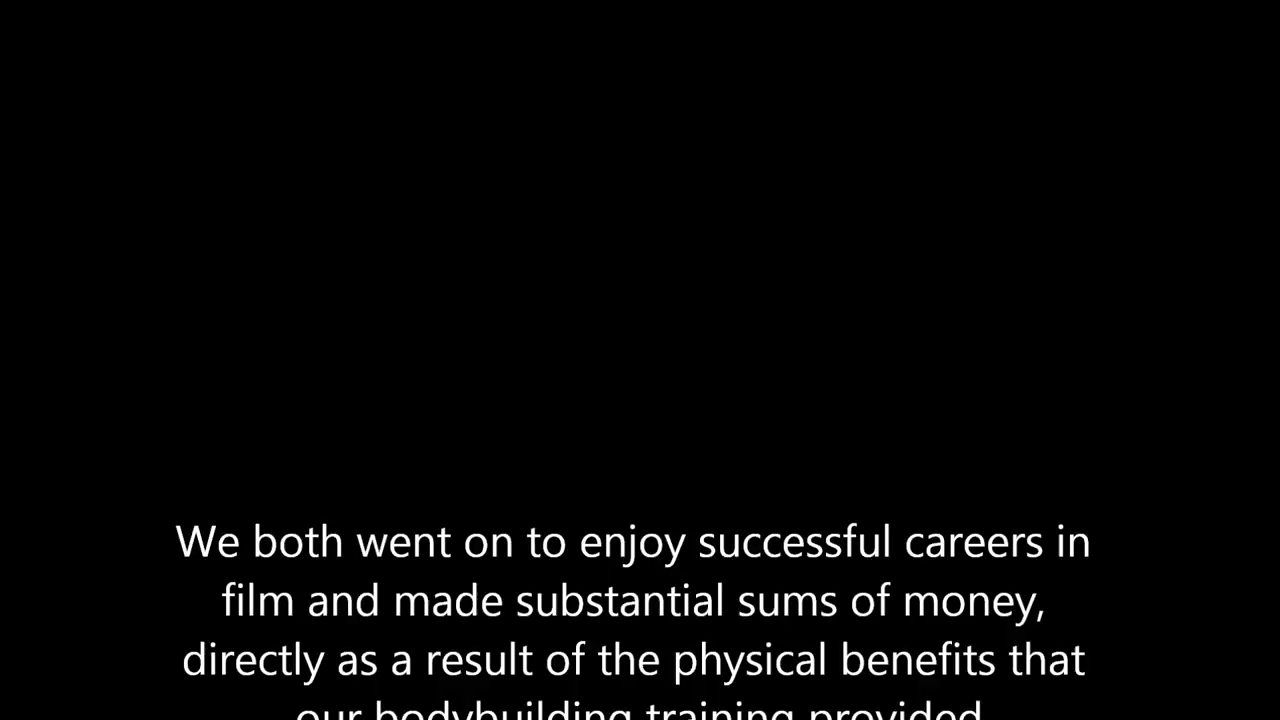 We both went on to enjoy successful careers in
film and made substantial sums of money,
directly as a result of the physical benefits that
our bodybuilding training provided